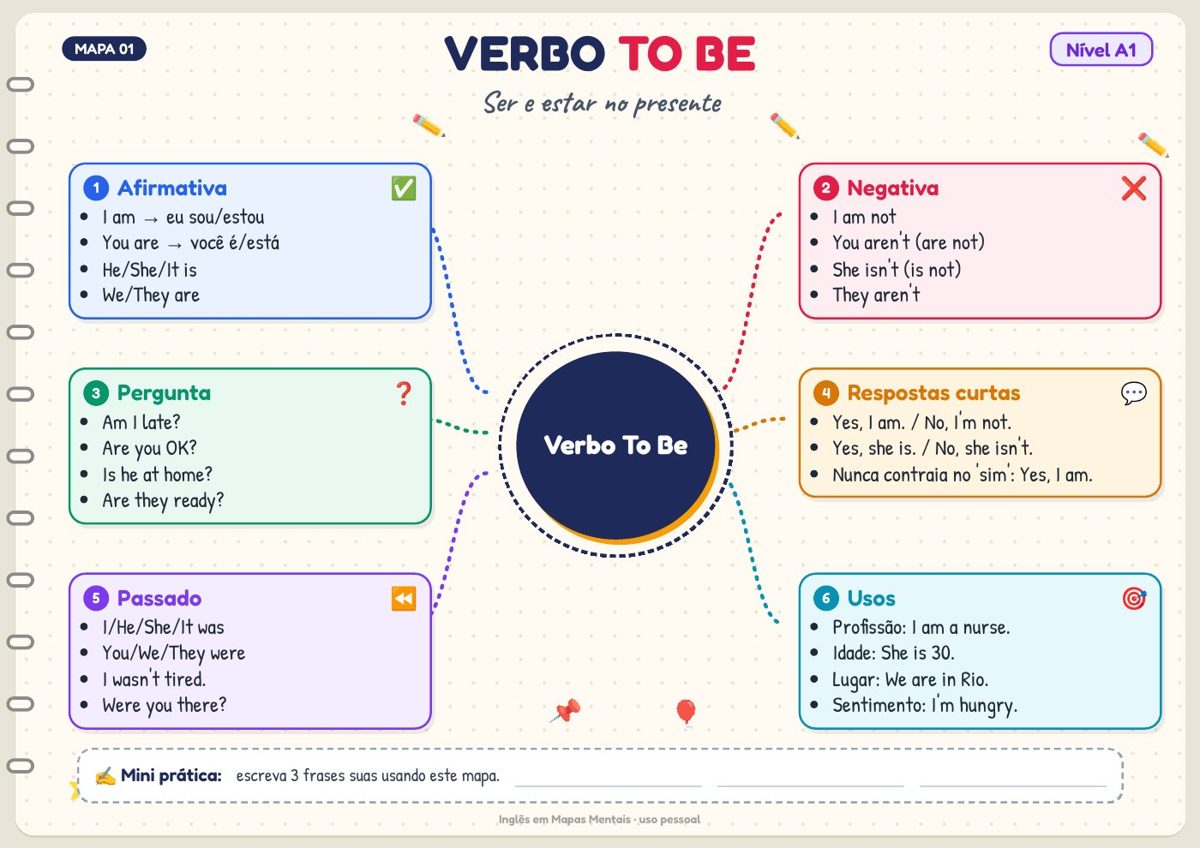 MAPA 01
VERBO TO BE
Nível A1
Ser e estar no presente
1 Afirmativa
• I am → eu sou/estou
• You are → você é/está
• He/She/It is
• We/They are
2 Negativa
• I am not
• You aren't (are not)
• She isn't (is not)
• They aren't
3 Pergunta
• Am I late?
• Are you OK?
• Is he at home?
• Are they ready?
Verbo To Be
4 Respostas curtas
• Yes, I am. / No, I'm not.
• Yes, she is. / No, she isn't.
• Nunca contraia no 'sim': Yes, I am.
5 Passado
• I/He/She/It was
• You/We/They were
• I wasn't tired.
• Were you there?
6 Usos
• Profissão: I am a nurse.
• Idade: She is 30.
• Lugar: We are in Rio.
• Sentimento: I'm hungry.
Mini prática: escreva 3 frases suas usando este mapa.
Inglês em Mapas Mentais · uso pessoal